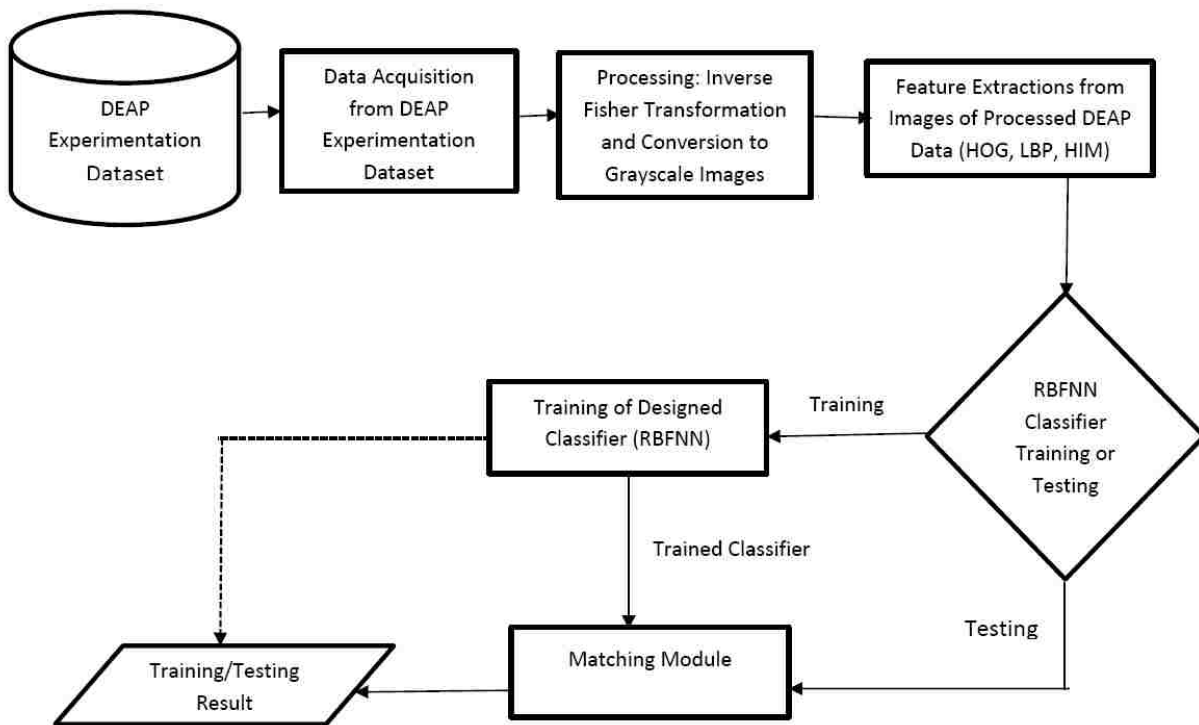 DEAP
Experimentation
Dataset
Data Acquisition
from DEAP
Experimentation
Dataset
Processing: Inverse
Fisher Transformation
and Conversion to
Grayscale Images
Feature Extractions from
Images of Processed DEAP
Data (HOG, LBP, HIM)
RBFNN
Classifier
Training or
Testing
Training
Training of Designed
Classifier (RBFNN)
Trained Classifier
Testing
Matching Module
Training/Testing
Result